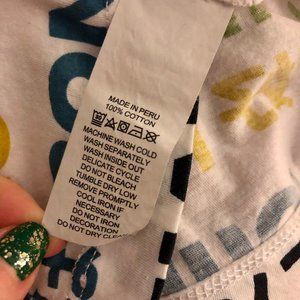 MADE IN PERU
100% COTTON
MACHINE WASH COLD
WASH SEPARATELY
WASH INSIDE OUT
DELICATE CYCLE
DO NOT BLEACH
TUMBLE DRY LOW
REMOVE PROMPTLY
COOL IRON IF
NECESSARY
DO NOT IRON
DECORATION
DO NOT DRY CLEAN